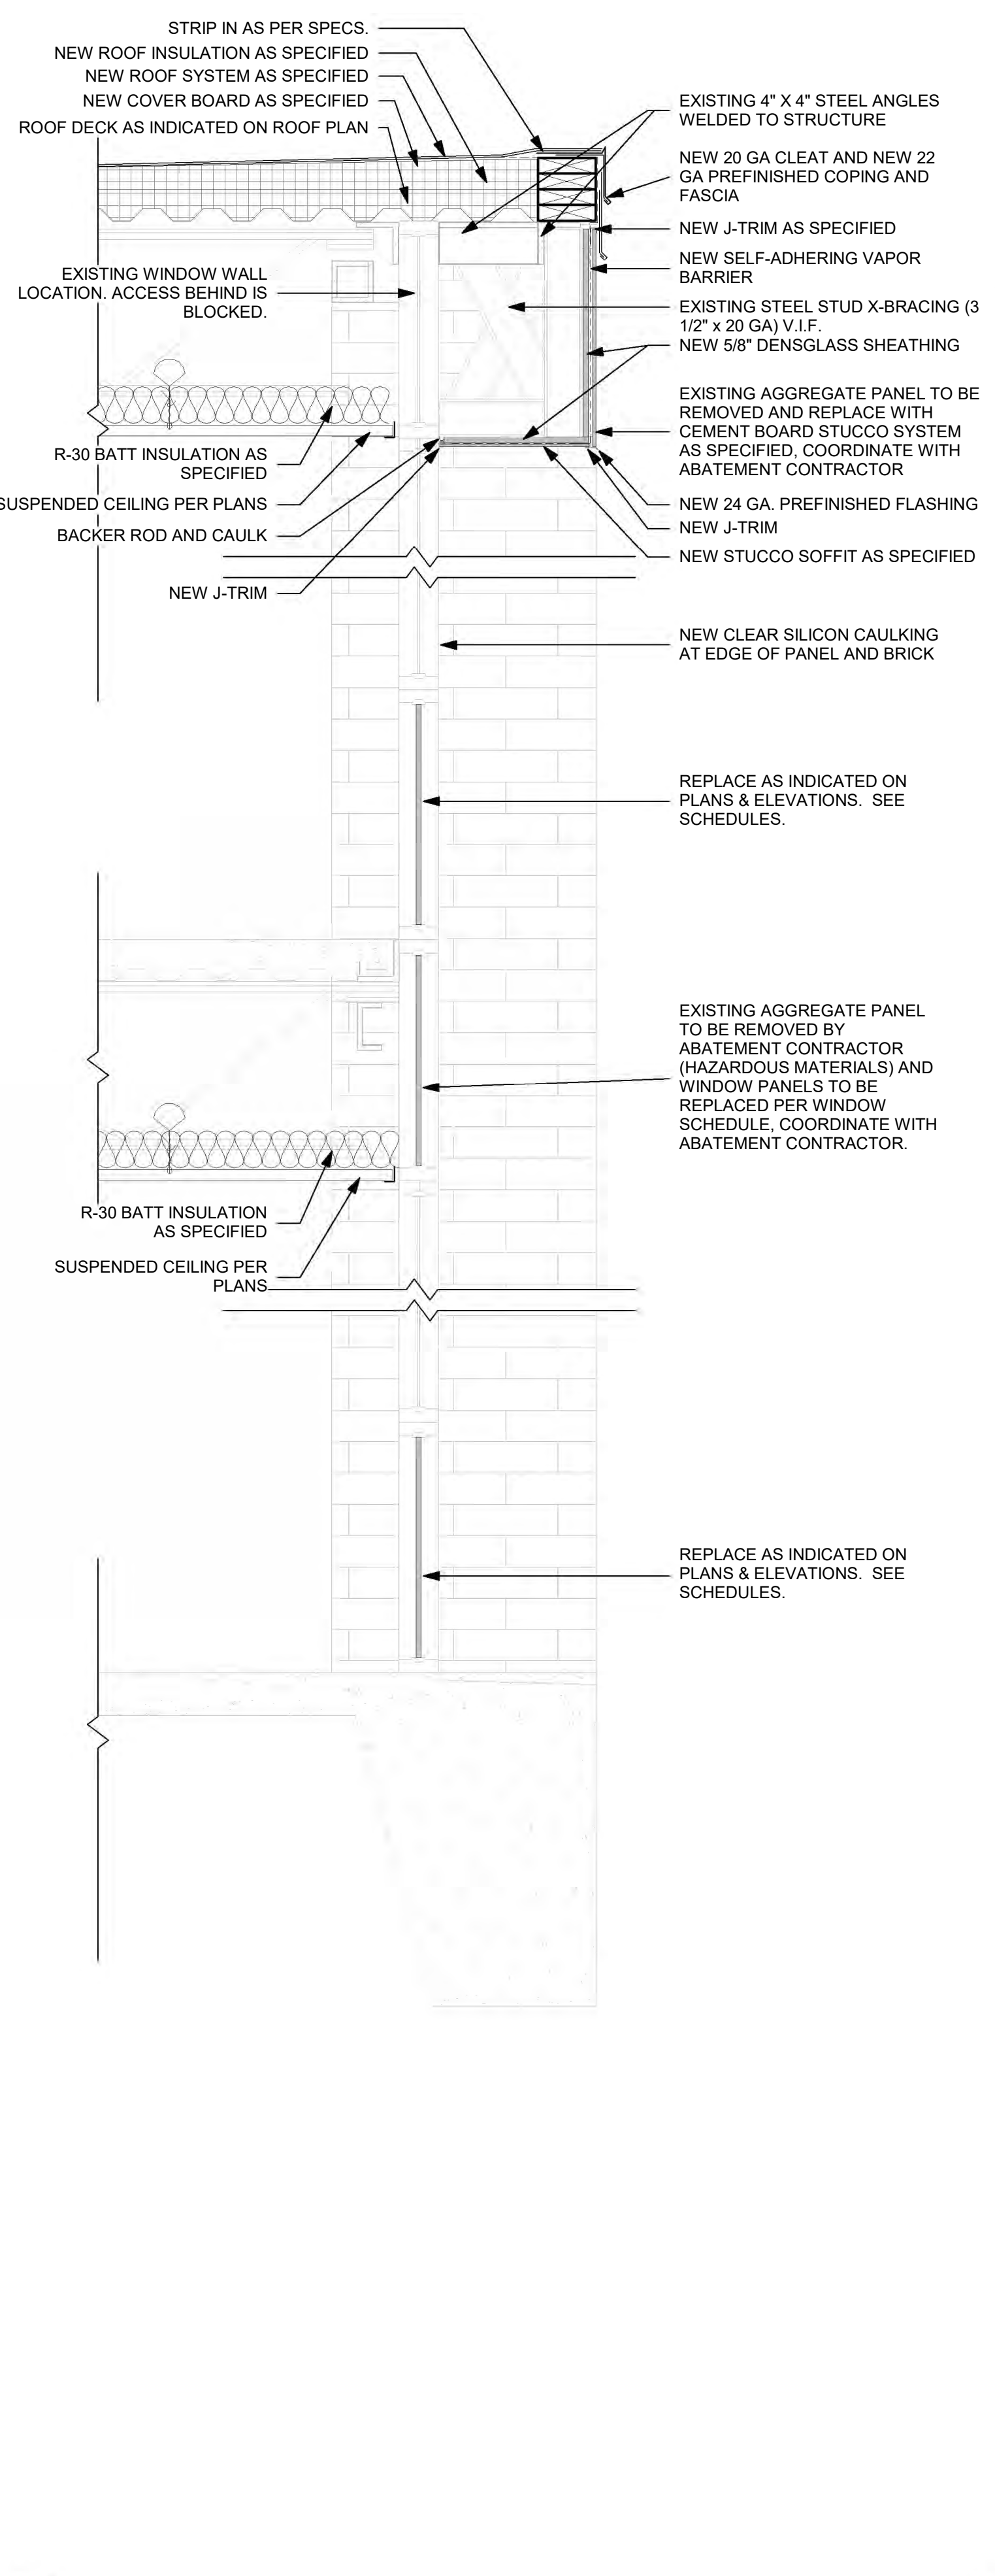 STRIP IN AS PER SPECS.
NEW ROOF INSULATION AS SPECIFIED
NEW ROOF SYSTEM AS SPECIFIED
NEW COVER BOARD AS SPECIFIED
ROOF DECK AS INDICATED ON ROOF PLAN
EXISTING 4" X 4" STEEL ANGLES
WELDED TO STRUCTURE
NEW 20 GA CLEAT AND NEW 22
GA PREFINISHED COPING AND
FASCIA
NEW J-TRIM AS SPECIFIED
NEW SELF-ADHERING VAPOR
BARRIER
EXISTING WINDOW WALL
LOCATION. ACCESS BEHIND IS
BLOCKED.
EXISTING STEEL STUD X-BRACING (3
1/2" x 20 GA) V.I.F.
NEW 5/8" DENSGLASS SHEATHING
EXISTING AGGREGATE PANEL TO BE
REMOVED AND REPLACE WITH
CEMENT BOARD STUCCO SYSTEM
AS SPECIFIED, COORDINATE WITH
ABATEMENT CONTRACTOR
R-30 BATT INSULATION AS
SPECIFIED
SUSPENDED CEILING PER PLANS
BACKER ROD AND CAULK
NEW J-TRIM
NEW 24 GA. PREFINISHED FLASHING
NEW J-TRIM
NEW STUCCO SOFFIT AS SPECIFIED
NEW CLEAR SILICON CAULKING
AT EDGE OF PANEL AND BRICK
REPLACE AS INDICATED ON
PLANS & ELEVATIONS. SEE
SCHEDULES.
EXISTING AGGREGATE PANEL
TO BE REMOVED BY
ABATEMENT CONTRACTOR
(HAZARDOUS MATERIALS) AND
WINDOW PANELS TO BE
REPLACED PER WINDOW
SCHEDULE, COORDINATE WITH
ABATEMENT CONTRACTOR.
R-30 BATT INSULATION
AS SPECIFIED
SUSPENDED CEILING PER
PLANS
REPLACE AS INDICATED ON
PLANS & ELEVATIONS. SEE
SCHEDULES.